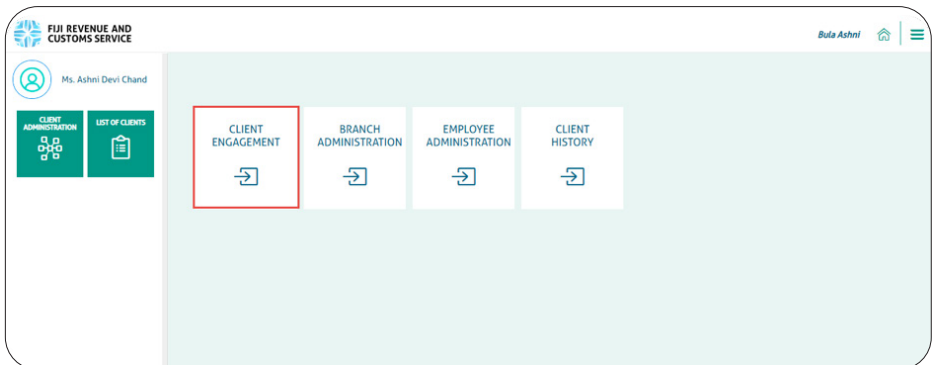 FIJI REVENUE AND
CUSTOMS SERVICE
Bula Ashni
Ms. Ashni Devi Chand
CLIENT
ADMINISTRATION
LIST OF CLIENTS
CLIENT
ENGAGEMENT
BRANCH
ADMINISTRATION
EMPLOYEE
ADMINISTRATION
CLIENT
HISTORY